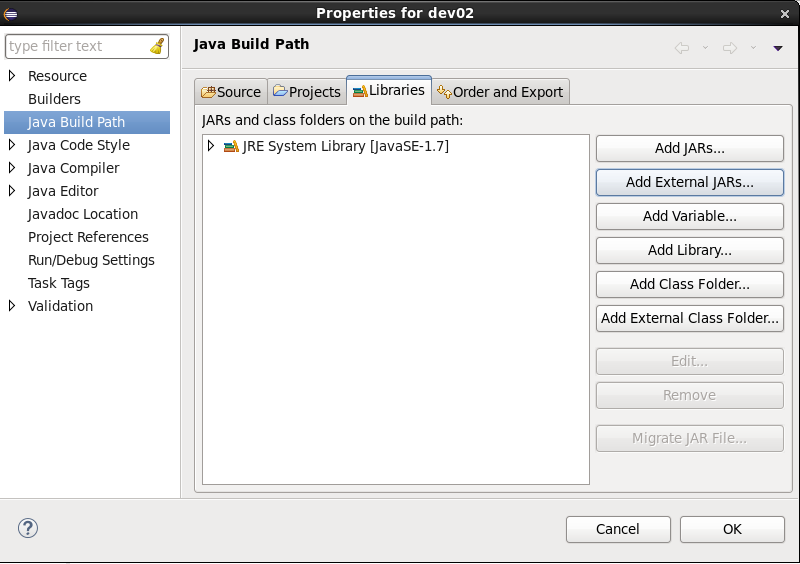 Properties for dev02
type filter text
Resource
Builders
Java Build Path
Java Code Style
Java Compiler
Java Editor
Javadoc Location
Project References
Run/Debug Settings
Task Tags
Validation
Java Build Path
Source Projects Libraries Order and Export
JARs and class folders on the build path:
JRE System Library [JavaSE-1.7]
Add JARs...
Add External JARs...
Add Variable...
Add Library...
Add Class Folder...
Add External Class Folder...
Edit...
Remove
Migrate JAR File...
?
Cancel OK